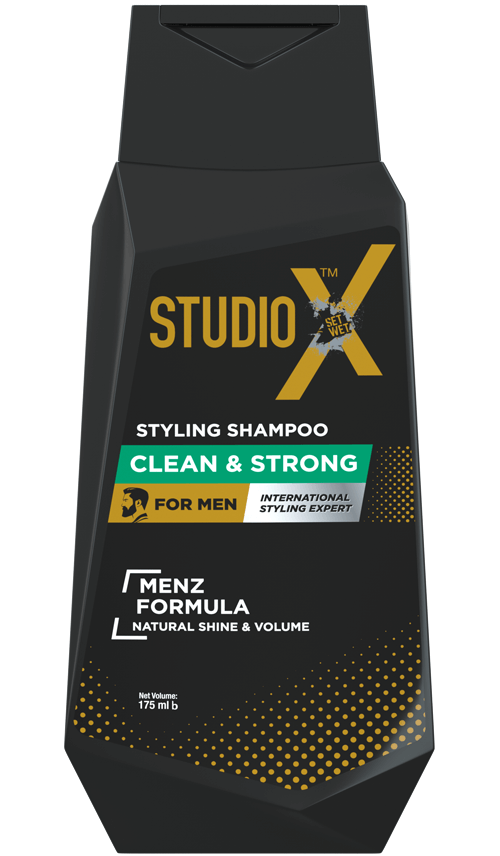 STUDIO X™
SET
WET
STYLING SHAMPOO
CLEAN & STRONG
FOR MEN
INTERNATIONAL
STYLING EXPERT
MENZ
FORMULA
NATURAL SHINE & VOLUME
Net Volume:
175 ml b